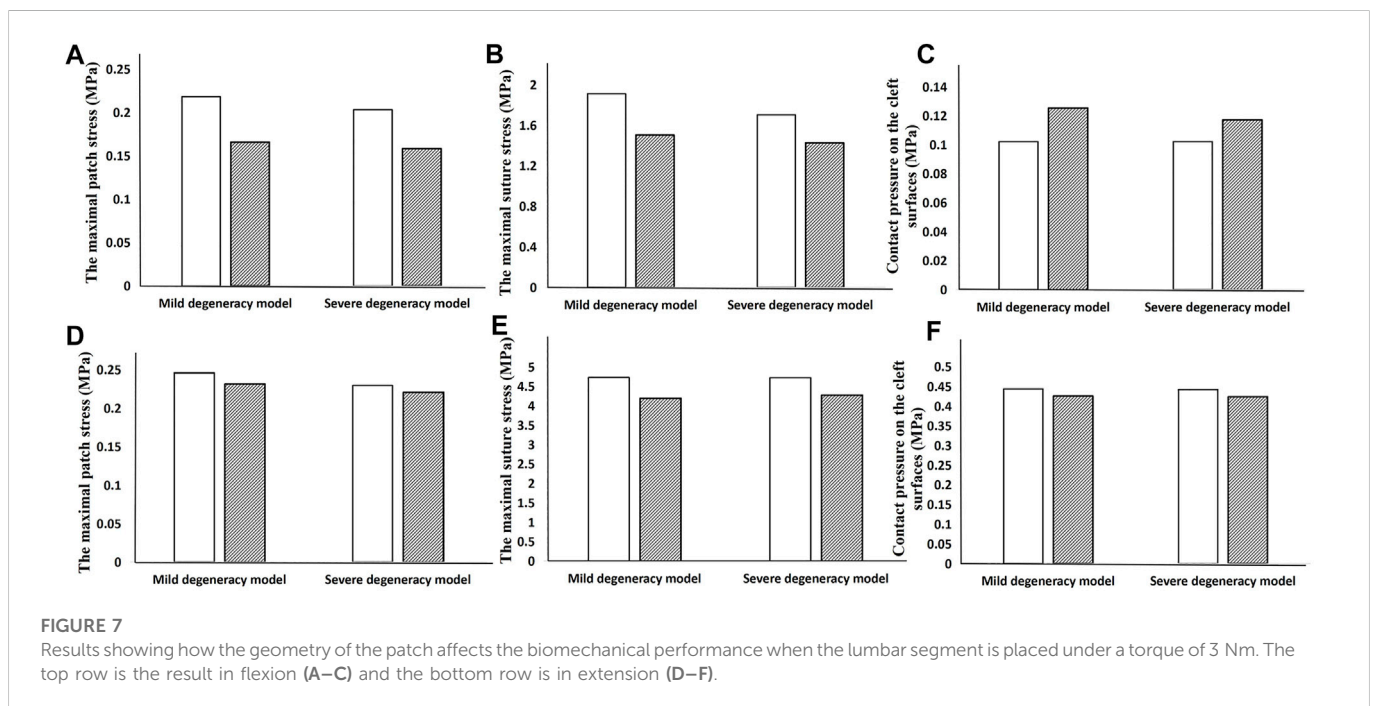 A
The maximal patch stress (MPa)
0.25
0.2
0.15
0.1
0.05
0
Mild degeneracy model
Severe degeneracy model
B
The maximal suture stress (MPa)
2
1.6
1.2
0.8
0.4
0
Mild degeneracy model
Severe degeneracy model
C
Contact pressure on the cleft
surfaces (MPa)
0.14
0.12
0.1
0.08
0.06
0.04
0.02
0
Mild degeneracy model
Severe degeneracy model
D
The maximal patch stress (MPa)
0.25
0.2
0.15
0.1
0.05
0
Mild degeneracy model
Severe degeneracy model
E
The maximal suture stress (MPa)
5
4.5
4
3.5
3
2.5
2
1.5
1
0.5
0
Mild degeneracy model
Severe degeneracy model
F
Contact pressure on the cleft
surfaces (MPa)
0.5
0.45
0.4
0.35
0.3
0.25
0.2
0.15
0.1
0.05
0
Mild degeneracy model
Severe degeneracy model
FIGURE 7
Results showing how the geometry of the patch affects the biomechanical performance when the lumbar segment is placed under a torque of 3 Nm. The
top row is the result in flexion (A–C) and the bottom row is in extension (D–F).